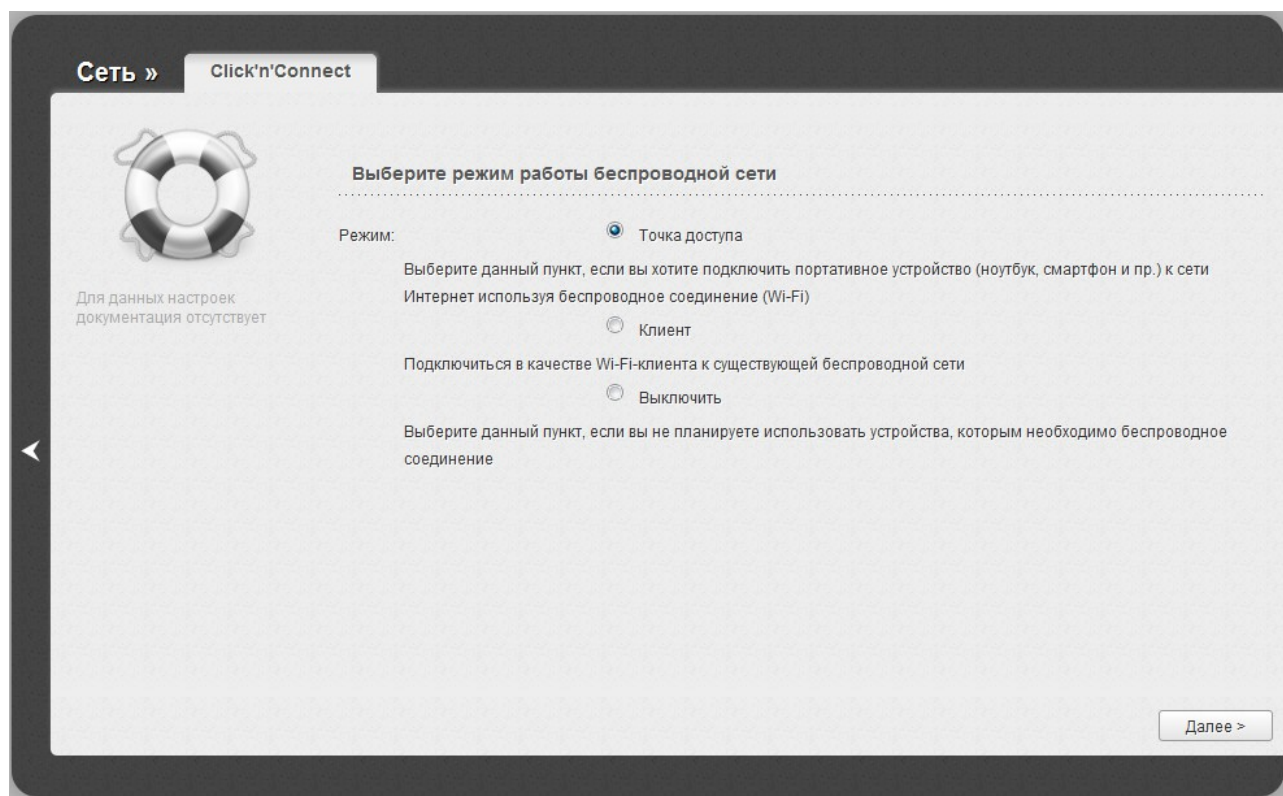 Сеть »
Click'n'Connect
Для данных настроек
документация отсутствует
Выберите режим работы беспроводной сети
Режим:
Точка доступа
Выберите данный пункт, если вы хотите подключить портативное устройство (ноутбук, смартфон и пр.) к сети
Интернет используя беспроводное соединение (Wi-Fi)
Клиент
Подключиться в качестве Wi-Fi-клиента к существующей беспроводной сети
Выключить
Выберите данный пункт, если вы не планируете использовать устройства, которым необходимо беспроводное
соединение
Далее >